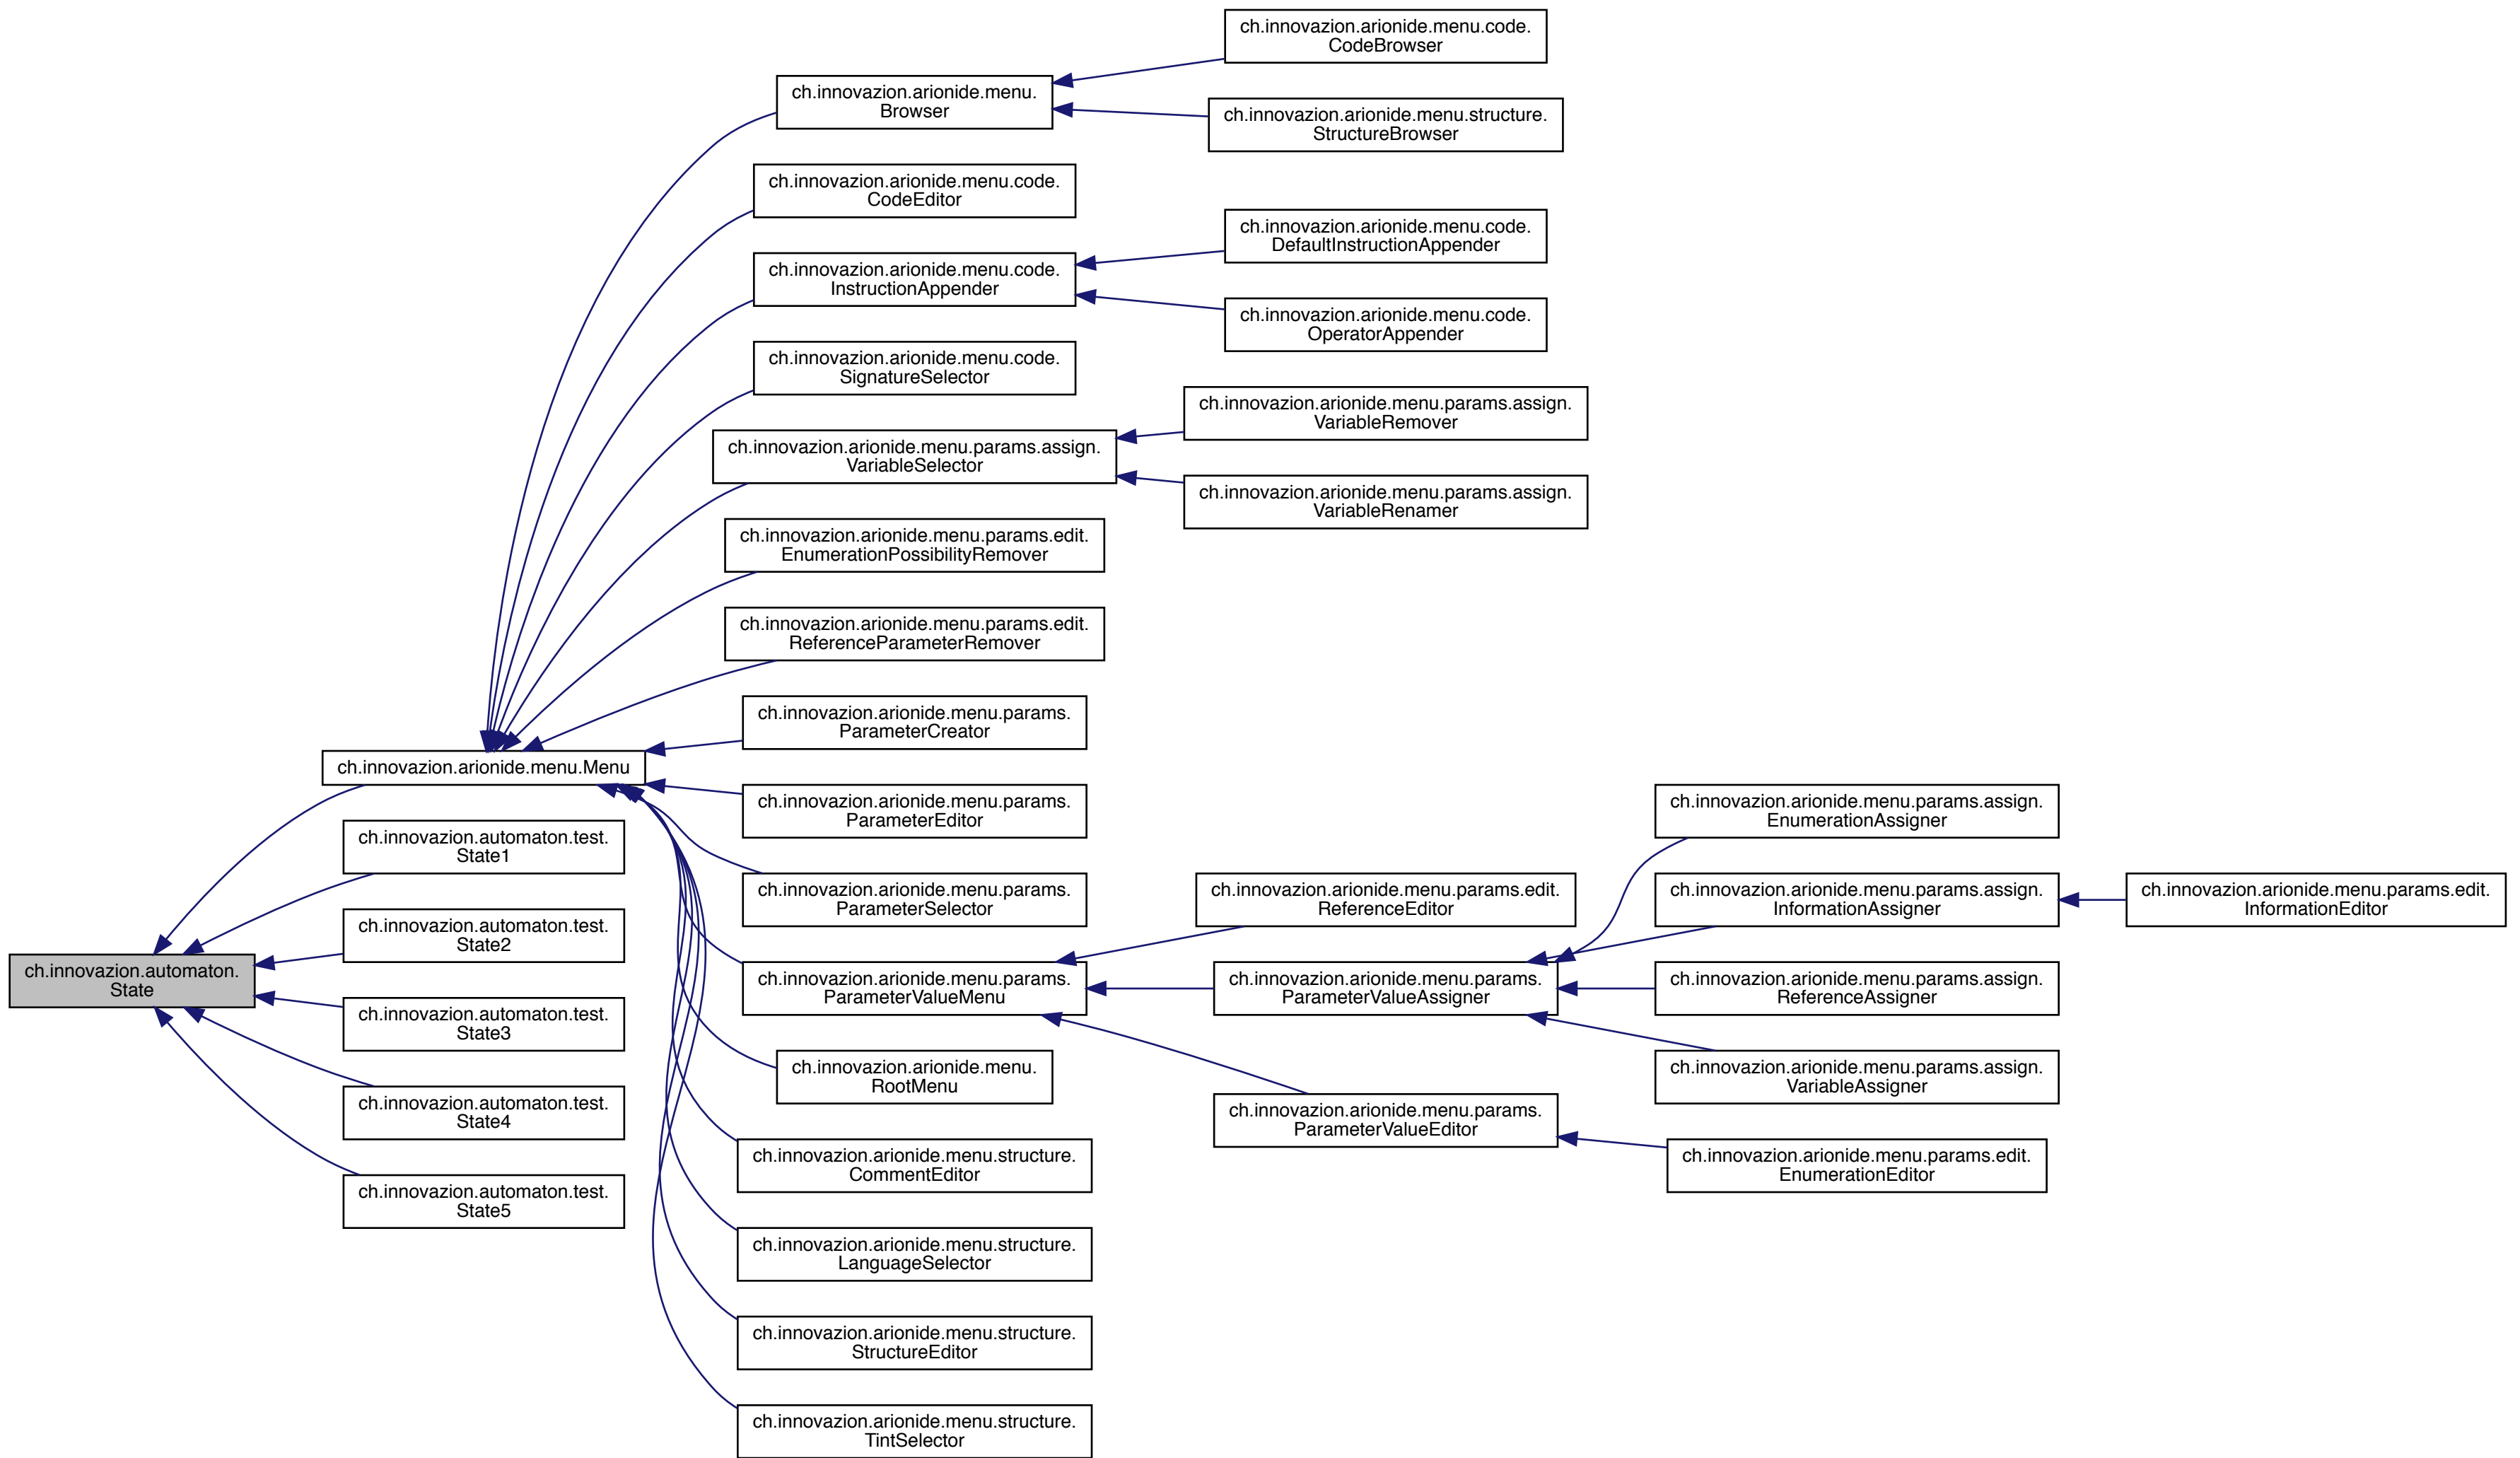 ch.innovazion.automaton.
State
ch.innovazion.arionide.menu.Menu
ch.innovazion.automaton.test.
State1
ch.innovazion.automaton.test.
State2
ch.innovazion.automaton.test.
State3
ch.innovazion.automaton.test.
State4
ch.innovazion.automaton.test.
State5
ch.innovazion.arionide.menu.
Browser
ch.innovazion.arionide.menu.code.
CodeEditor
ch.innovazion.arionide.menu.code.
InstructionAppender
ch.innovazion.arionide.menu.code.
SignatureSelector
ch.innovazion.arionide.menu.params.assign.
VariableSelector
ch.innovazion.arionide.menu.params.edit.
EnumerationPossibilityRemover
ch.innovazion.arionide.menu.params.edit.
ReferenceParameterRemover
ch.innovazion.arionide.menu.params.
ParameterCreator
ch.innovazion.arionide.menu.params.
ParameterEditor
ch.innovazion.arionide.menu.params.
ParameterSelector
ch.innovazion.arionide.menu.params.
ParameterValueMenu
ch.innovazion.arionide.menu.
RootMenu
ch.innovazion.arionide.menu.structure.
CommentEditor
ch.innovazion.arionide.menu.structure.
LanguageSelector
ch.innovazion.arionide.menu.structure.
StructureEditor
ch.innovazion.arionide.menu.structure.
TintSelector
ch.innovazion.arionide.menu.code.
CodeBrowser
ch.innovazion.arionide.menu.structure.
StructureBrowser
ch.innovazion.arionide.menu.code.
DefaultInstructionAppender
ch.innovazion.arionide.menu.code.
OperatorAppender
ch.innovazion.arionide.menu.params.assign.
VariableRemover
ch.innovazion.arionide.menu.params.assign.
VariableRenamer
ch.innovazion.arionide.menu.params.edit.
ReferenceEditor
ch.innovazion.arionide.menu.params.
ParameterValueAssigner
ch.innovazion.arionide.menu.params.
ParameterValueEditor
ch.innovazion.arionide.menu.params.assign.
EnumerationAssigner
ch.innovazion.arionide.menu.params.assign.
InformationAssigner
ch.innovazion.arionide.menu.params.assign.
ReferenceAssigner
ch.innovazion.arionide.menu.params.assign.
VariableAssigner
ch.innovazion.arionide.menu.params.edit.
EnumerationEditor
ch.innovazion.arionide.menu.params.edit.
InformationEditor